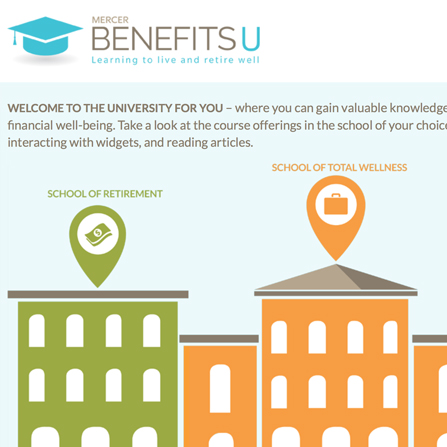 MERCER
BENEFITS U
Learning to live and retire well
WELCOME TO THE UNIVERSITY FOR YOU – where you can gain valuable knowledge
financial well-being. Take a look at the course offerings in the school of your choic
interacting with widgets, and reading articles.
SCHOOL OF TOTAL WELLNESS
SCHOOL OF RETIREMENT